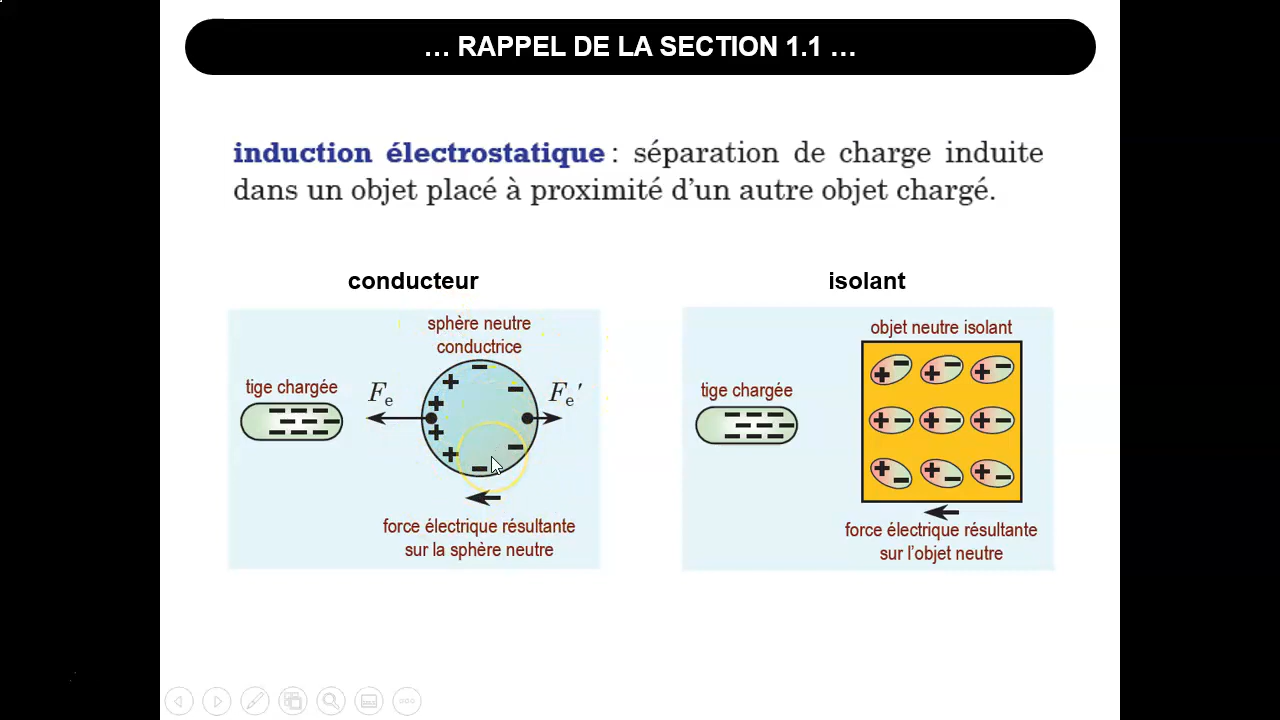 … RAPPEL DE LA SECTION 1.1 …
induction électrostatique : séparation de charge induite
dans un objet placé à proximité d'un autre objet chargé.
conducteur
sphère neutre
conductrice
tige chargée
Fe
Fe′
+ + + +
− − − −
force électrique résultante
sur la sphère neutre
isolant
objet neutre isolant
tige chargée
+ − + − + −
+ − + − + −
+ − + − + −
force électrique résultante
sur l'objet neutre